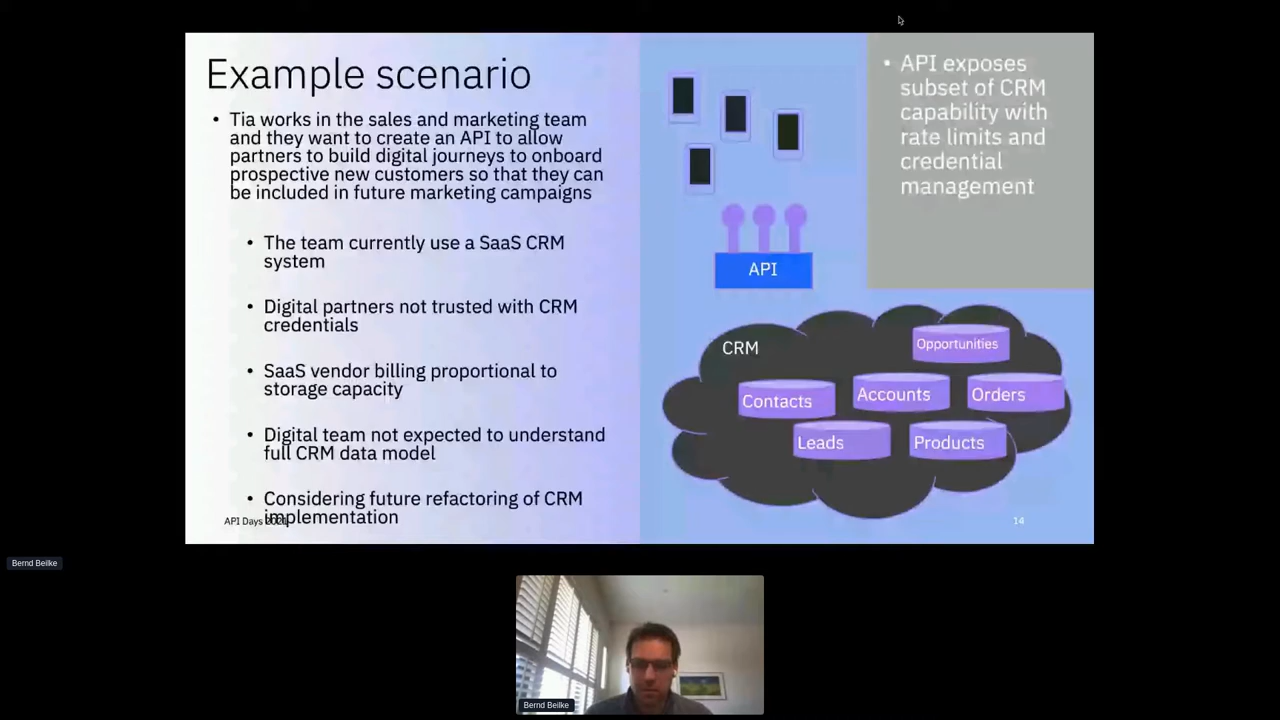 Example scenario
• Tia works in the sales and marketing team
and they want to create an API to allow
partners to build digital journeys to onboard
prospective new customers so that they can
be included in future marketing campaigns
• The team currently use a SaaS CRM
system
• Digital partners not trusted with CRM
credentials
• SaaS vendor billing proportional to
storage capacity
• Digital team not expected to understand
full CRM data model
• Considering future refactoring of CRM
implementation
API Days 2021
• API exposes
subset of CRM
capability with
rate limits and
credential
management
API
CRM
Opportunities
Contacts
Accounts
Orders
Leads
Products
14
Bernd Beilke
Bernd Beilke